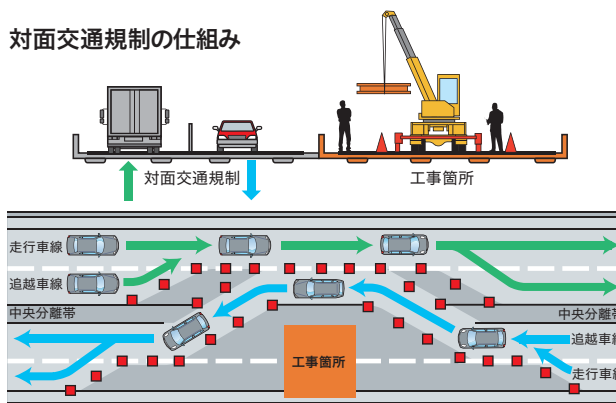 対面交通規制の仕組み
対面交通規制
工事箇所
走行車線
追越車線
中央分離帯
中央分離帯
追越車線
工事箇所
走行車線